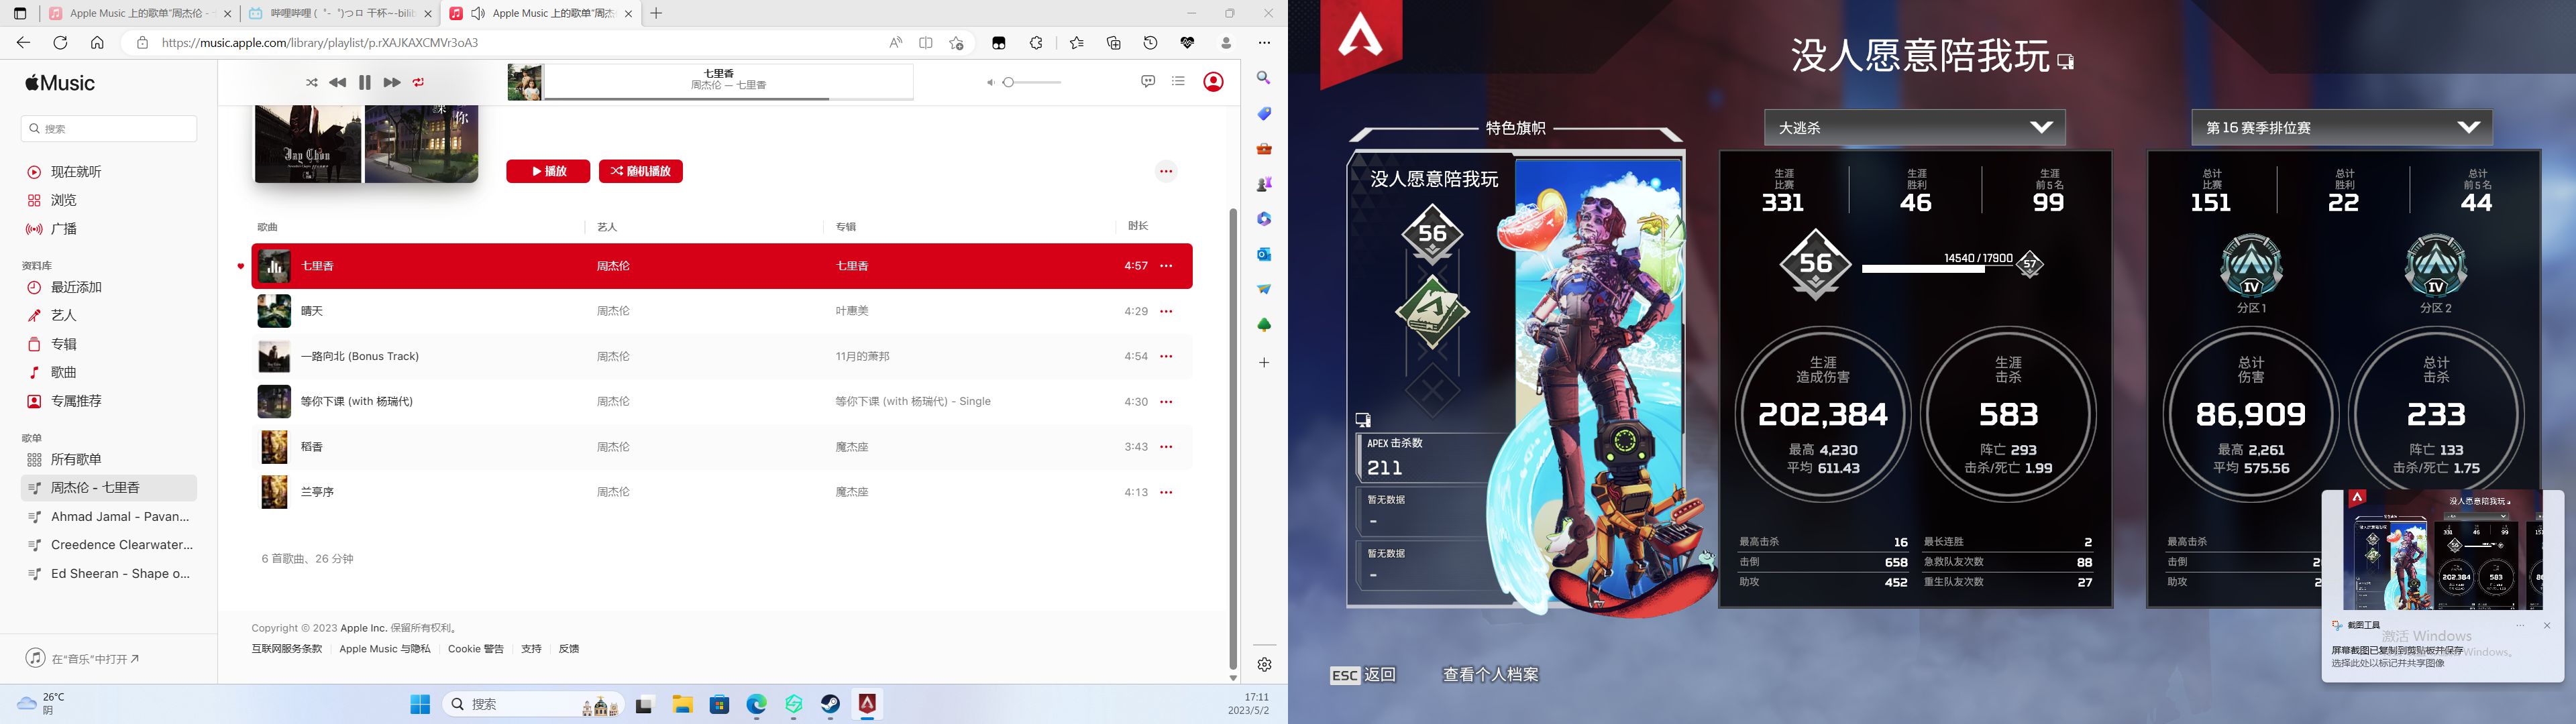 Apple Music 上的歌单“周杰伦 -
哔哩哔哩 (゜-゜)つロ 干杯~-bili
Apple Music 上的歌单“周杰
https://music.apple.com/library/playlist/p.rXAJKAXCMVr3oA3
Music
搜索
现在就听
浏览
广播
资料库
最近添加
艺人
专辑
歌曲
专属推荐
歌单
所有歌单
周杰伦 - 七里香
Ahmad Jamal - Pavan...
Creedence Clearwater...
Ed Sheeran - Shape o...
在“音乐”中打开
七里香
周杰伦 — 七里香
Jay Chou
播放
随机播放
歌曲 艺人 专辑 时长
七里香 周杰伦 七里香 4:57
晴天 周杰伦 叶惠美 4:29
一路向北 (Bonus Track) 周杰伦 11月的萧邦 4:54
等你下课 (with 杨瑞代) 周杰伦 等你下课 (with 杨瑞代) - Single 4:30
稻香 周杰伦 魔杰座 3:43
兰亭序 周杰伦 魔杰座 4:13
6 首歌曲、26 分钟
Copyright © 2023 Apple Inc. 保留所有权利。
互联网服务条款 Apple Music 与隐私 Cookie 警告 支持 反馈
26°C
阴
搜索
17:11
2023/5/2
没人愿意陪我玩
特色旗帜
没人愿意陪我玩
56
APEX 击杀数
211
暂无数据
-
暂无数据
-
大逃杀
生涯 比赛 331
生涯 胜利 46
生涯 前 5 名 99
56
14540 / 17900
57
生涯 造成伤害
202,384
最高 4,230
平均 611.43
生涯 击杀
583
阵亡 293
击杀/死亡 1.99
最高击杀 16
击倒 658
助攻 452
最长连胜 2
急救队友次数 88
重生队友次数 27
第 16 赛季排位赛
总计 比赛 151
总计 胜利 22
总计 前 5 名 44
IV
分区 1
IV
分区 2
总计 伤害
86,909
最高 2,261
平均 575.56
总计 击杀
233
阵亡 133
击杀/死亡 1.75
最高击杀
击倒 2
助攻 2
没人愿意陪我玩
202,384
583
截图工具
激活 Windows
屏幕截图已复制到剪贴板并保存
选择此处以标记并共享图像
ESC 返回
查看个人档案